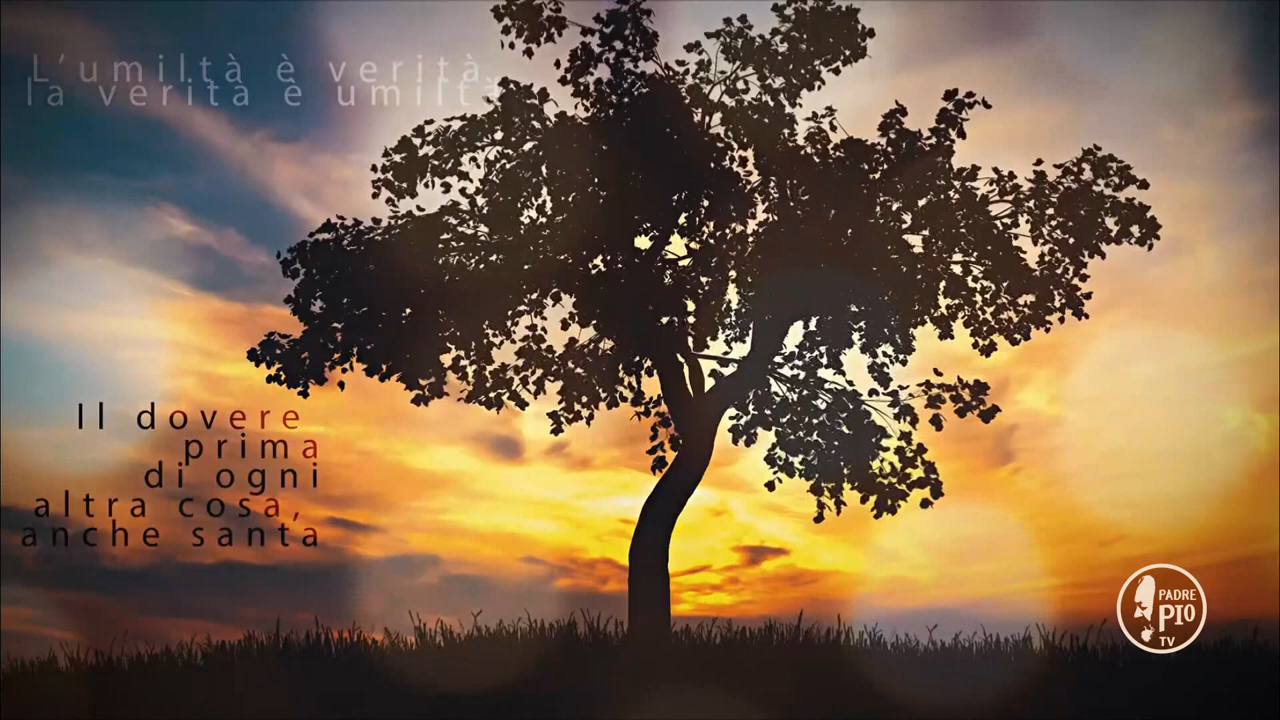 L'umiltà è verità,
la verità è umiltà
Il dovere
prima
di ogni
altra cosa,
anche santa
PADRE
PIO
TV